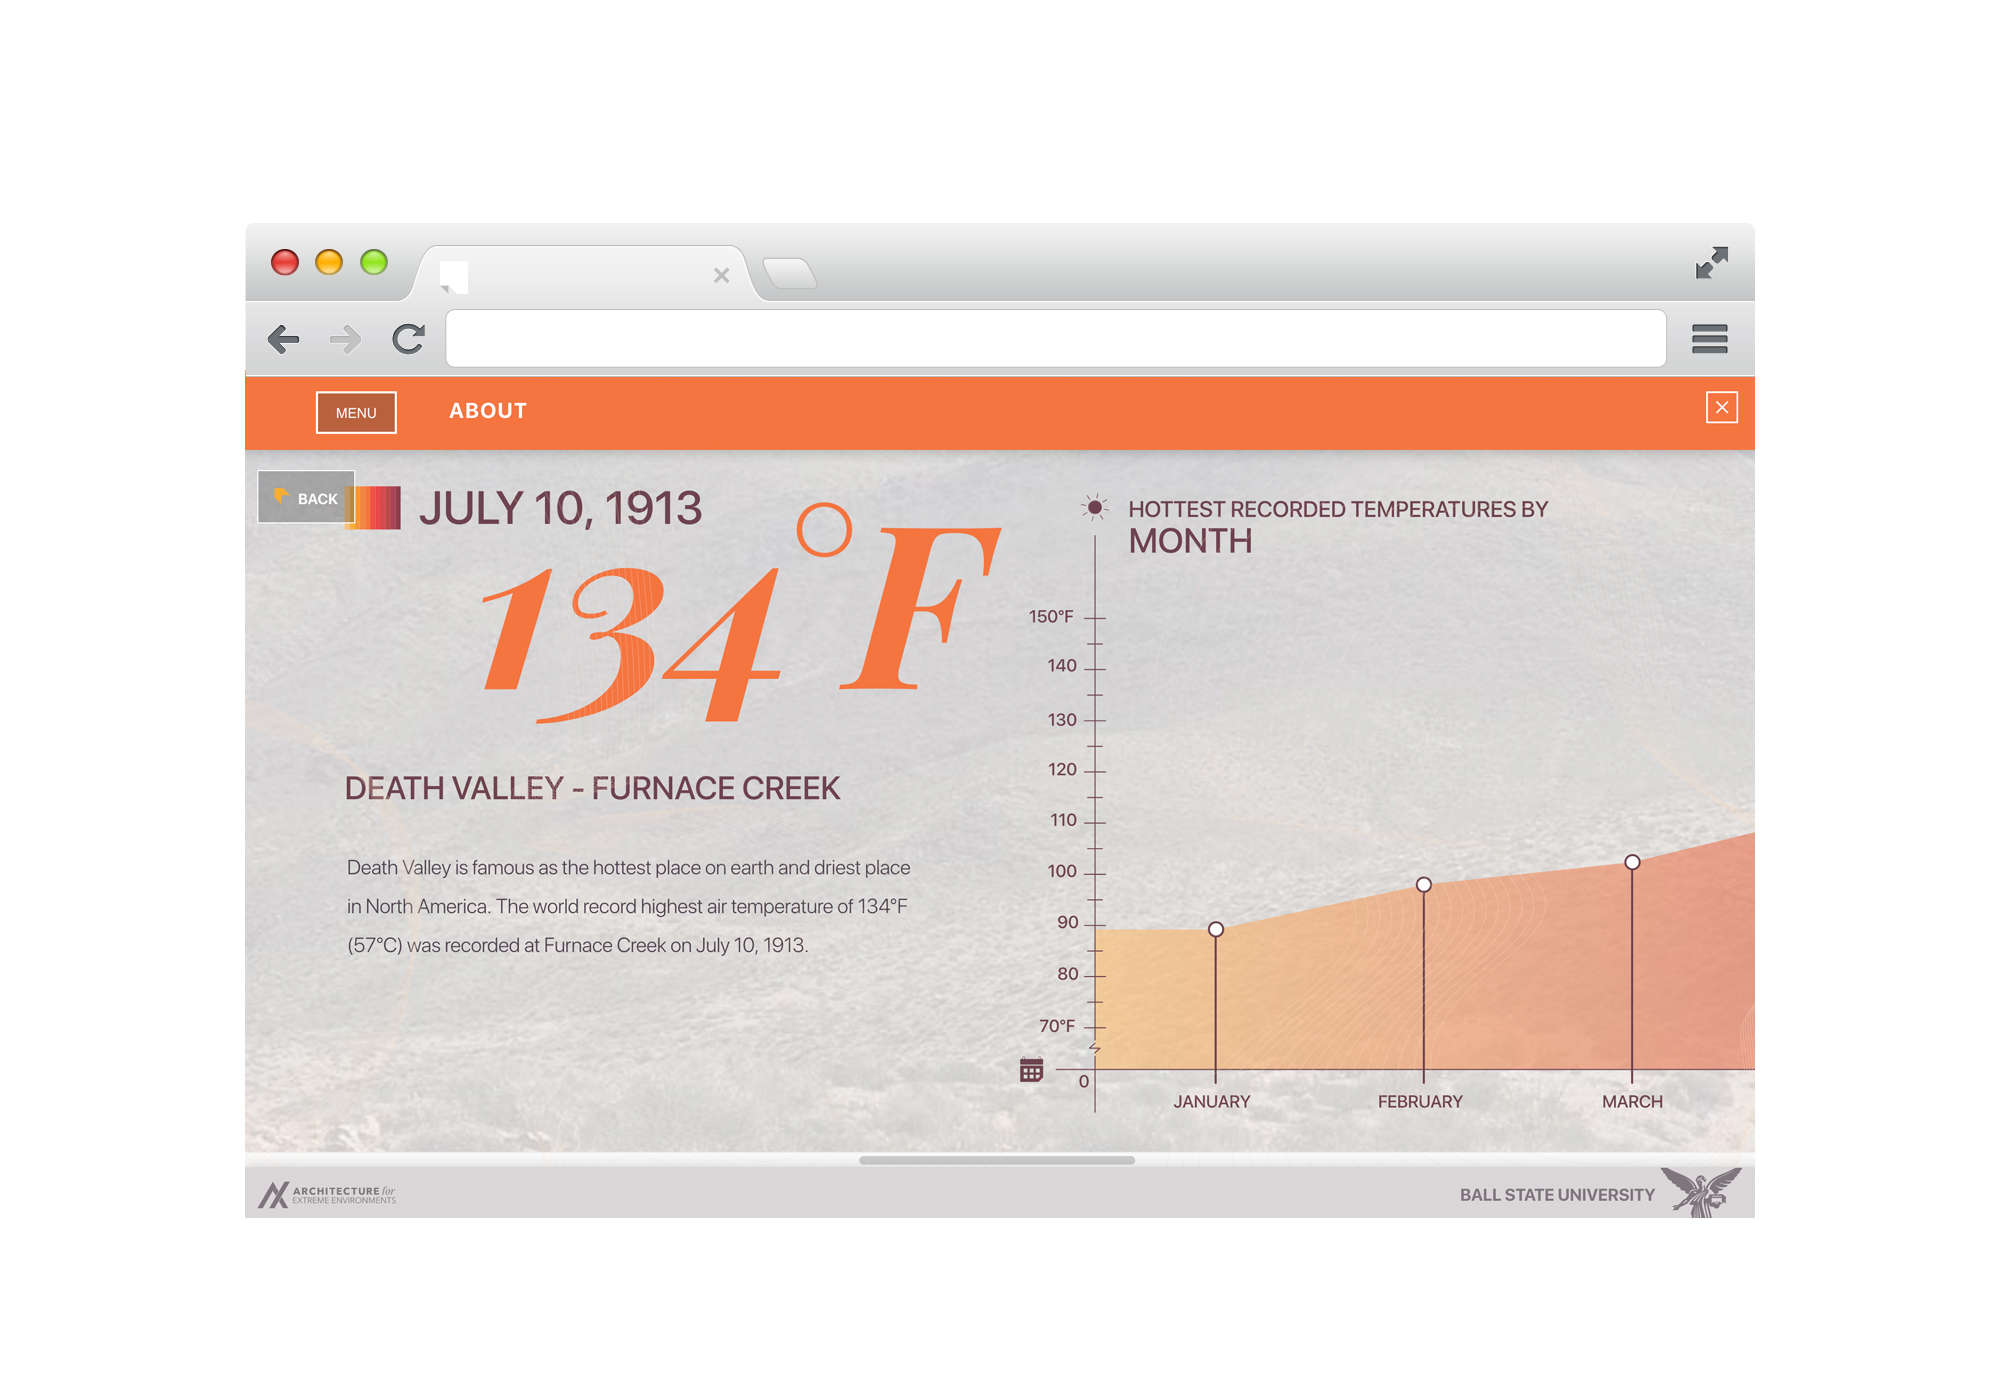 MENU
ABOUT
BACK
JULY 10, 1913
134°F
DEATH VALLEY - FURNACE CREEK
Death Valley is famous as the hottest place on earth and driest place
in North America. The world record highest air temperature of 134°F
(57°C) was recorded at Furnace Creek on July 10, 1913.
HOTTEST RECORDED TEMPERATURES BY
MONTH
150°F
140
130
120
110
100
90
80
70°F
0
JANUARY
FEBRUARY
MARCH
ARCHITECTURE for
EXTREME ENVIRONMENTS
BALL STATE UNIVERSITY